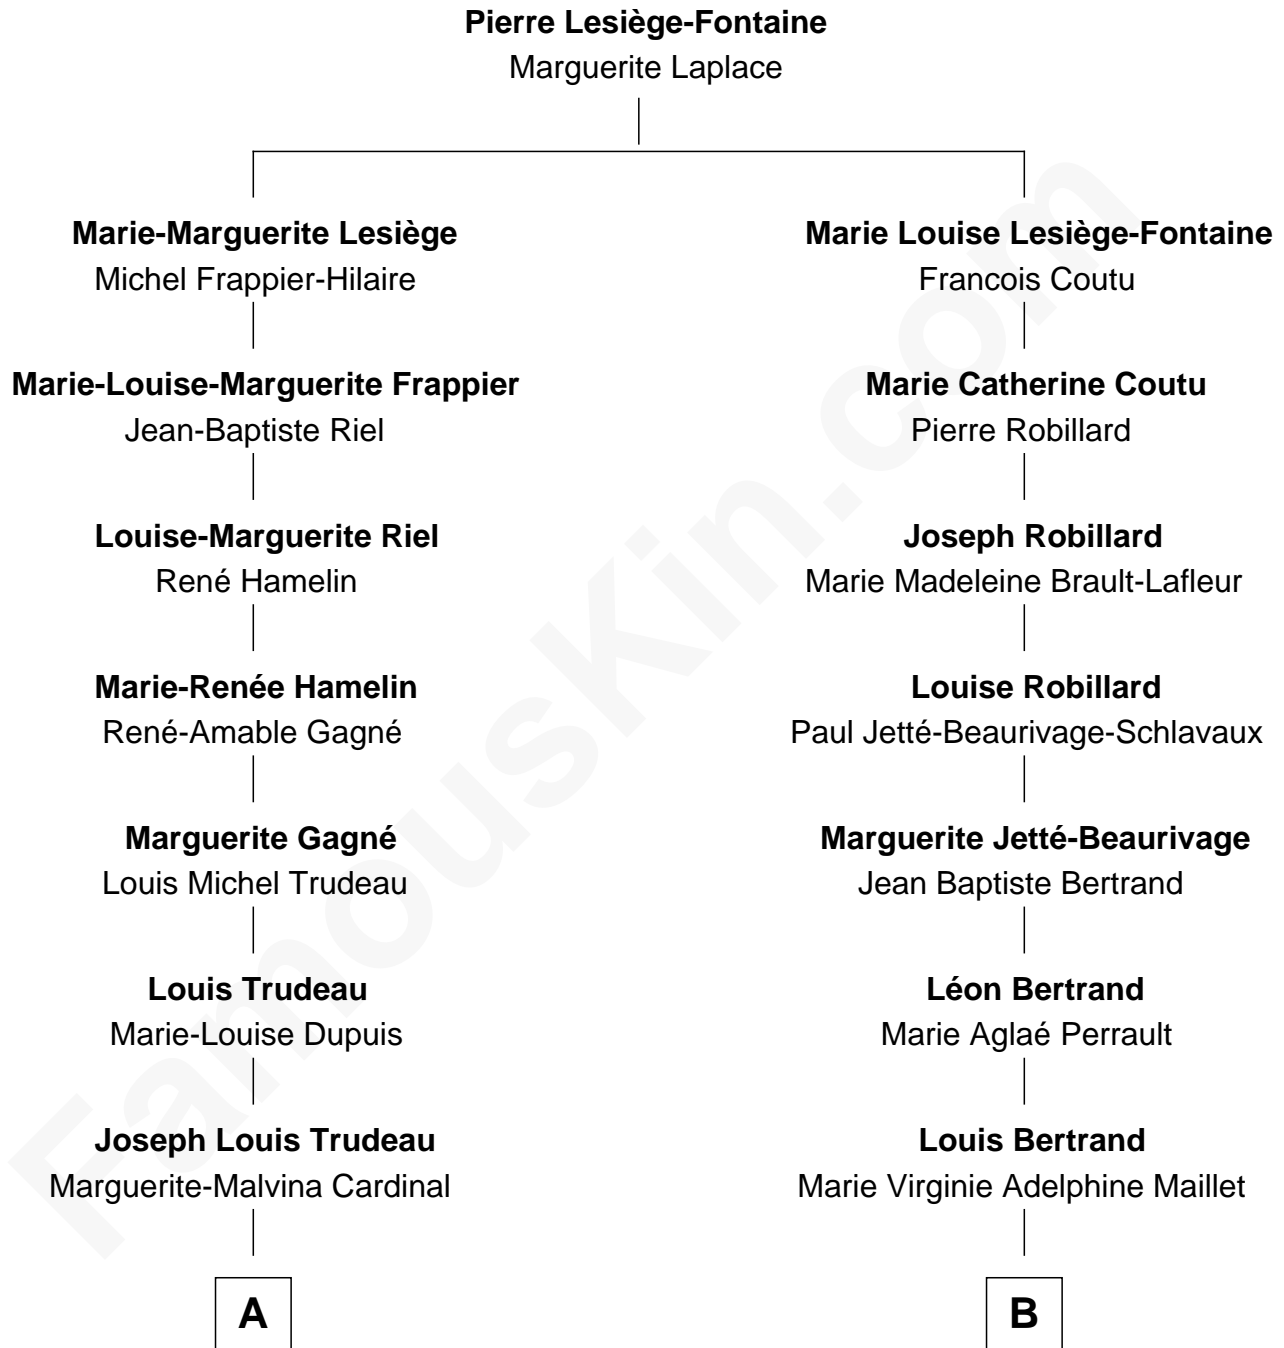 Pierre Lesiège-Fontaine
Marguerite Laplace
Marie-Marguerite Lesiège
Michel Frappier-Hilaire
Marie-Louise-Marguerite Frappier
Jean-Baptiste Riel
Louise-Marguerite Riel
René Hamelin
Marie-Renée Hamelin
René-Amable Gagné
Marguerite Gagné
Louis Michel Trudeau
Louis Trudeau
Marie-Louise Dupuis
Joseph Louis Trudeau
Marguerite-Malvina Cardinal
A
Marie Louise Lesiège-Fontaine
Francois Coutu
Marie Catherine Coutu
Pierre Robillard
Joseph Robillard
Marie Madeleine Brault-Lafleur
Louise Robillard
Paul Jetté-Beaurivage-Schlavaux
Marguerite Jetté-Beaurivage
Jean Baptiste Bertrand
Léon Bertrand
Marie Aglaé Perrault
Louis Bertrand
Marie Virginie Adelphine Maillet
B
FamousKin.com